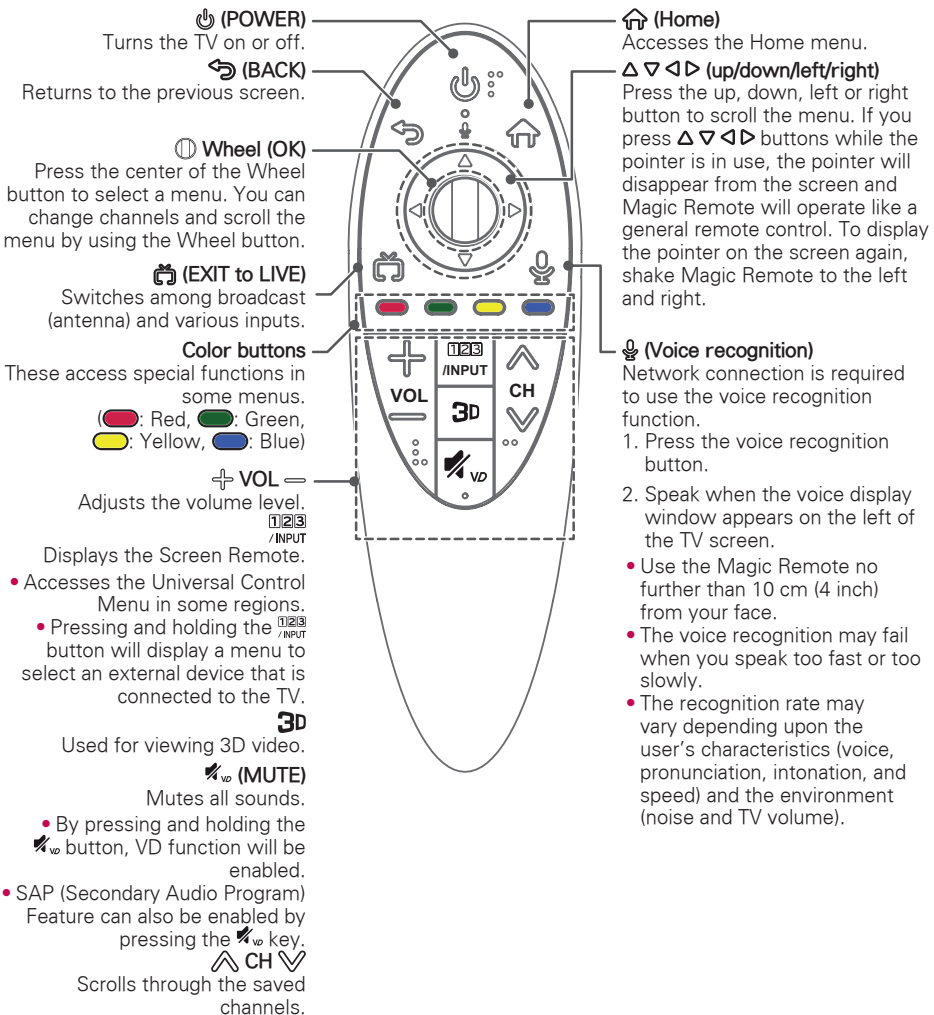 (POWER)
Turns the TV on or off.
(BACK)
Returns to the previous screen.
Wheel (OK)
Press the center of the Wheel
button to select a menu. You can
change channels and scroll the
menu by using the Wheel button.
(EXIT to LIVE)
Switches among broadcast
(antenna) and various inputs.
Color buttons
These access special functions in
some menus.
(: Red, : Green,
: Yellow, : Blue)
VOL
Adjusts the volume level.
123
/INPUT
Displays the Screen Remote.
• Accesses the Universal Control
Menu in some regions.
• Pressing and holding the 123/INPUT
button will display a menu to
select an external device that is
connected to the TV.
3D
Used for viewing 3D video.
VD (MUTE)
Mutes all sounds.
• By pressing and holding the
VD button, VD function will be
enabled.
• SAP (Secondary Audio Program)
Feature can also be enabled by
pressing the VD key.
CH
Scrolls through the saved
channels.
VOL
123
/INPUT
CH
3D
VD
(Home)
Accesses the Home menu.
△ ▽ ◁ ▷ (up/down/left/right)
Press the up, down, left or right
button to scroll the menu. If you
press △ ▽ ◁ ▷ buttons while the
pointer is in use, the pointer will
disappear from the screen and
Magic Remote will operate like a
general remote control. To display
the pointer on the screen again,
shake Magic Remote to the left
and right.
(Voice recognition)
Network connection is required
to use the voice recognition
function.
1. Press the voice recognition
button.
2. Speak when the voice display
window appears on the left of
the TV screen.
• Use the Magic Remote no
further than 10 cm (4 inch)
from your face.
• The voice recognition may fail
when you speak too fast or too
slowly.
• The recognition rate may
vary depending upon the
user's characteristics (voice,
pronunciation, intonation, and
speed) and the environment
(noise and TV volume).